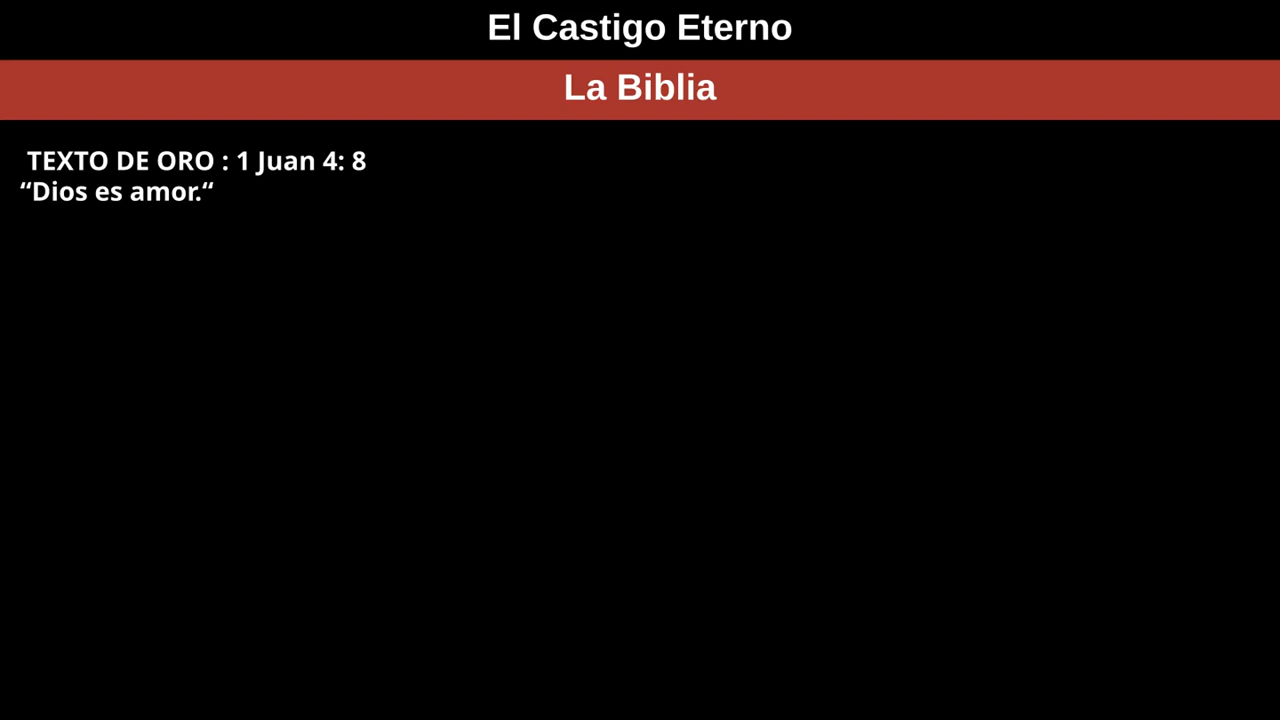 El Castigo Eterno
La Biblia
TEXTO DE ORO : 1 Juan 4: 8
“Dios es amor.“